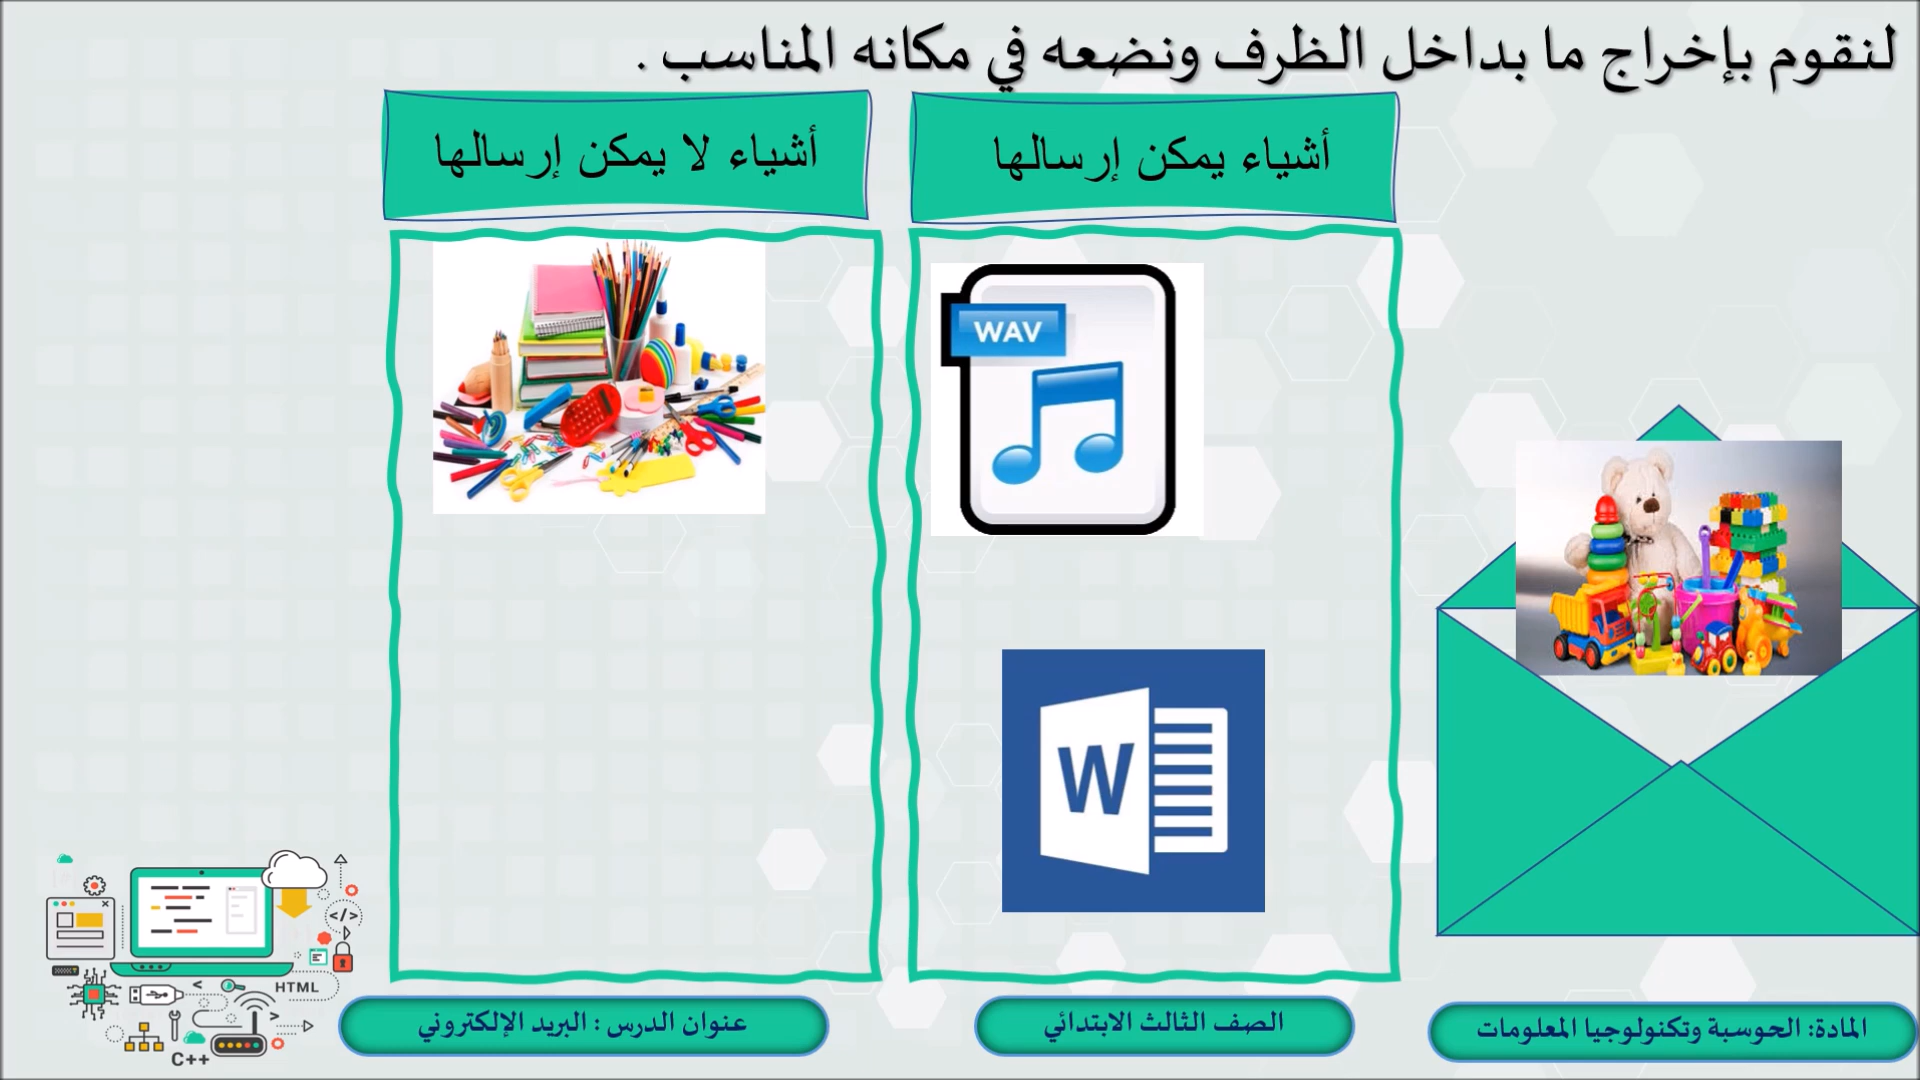 لنقوم بإخراج ما بداخل الظرف ونضعه في مكانه المناسب .
أشياء يمكن إرسالها
أشياء لا يمكن إرسالها
WAV
W
</>
HTML
C++
المادة: الحوسبة وتكنولوجيا المعلومات
الصف الثالث الابتدائي
عنوان الدرس : البريد الإلكتروني